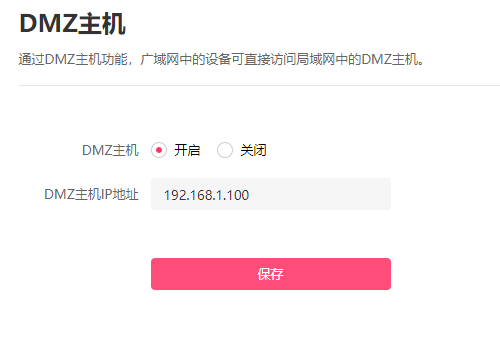 DMZ主机
通过DMZ主机功能，广域网中的设备可直接访问局域网中的DMZ主机。
DMZ主机 开启 关闭
DMZ主机IP地址 192.168.1.100
保存